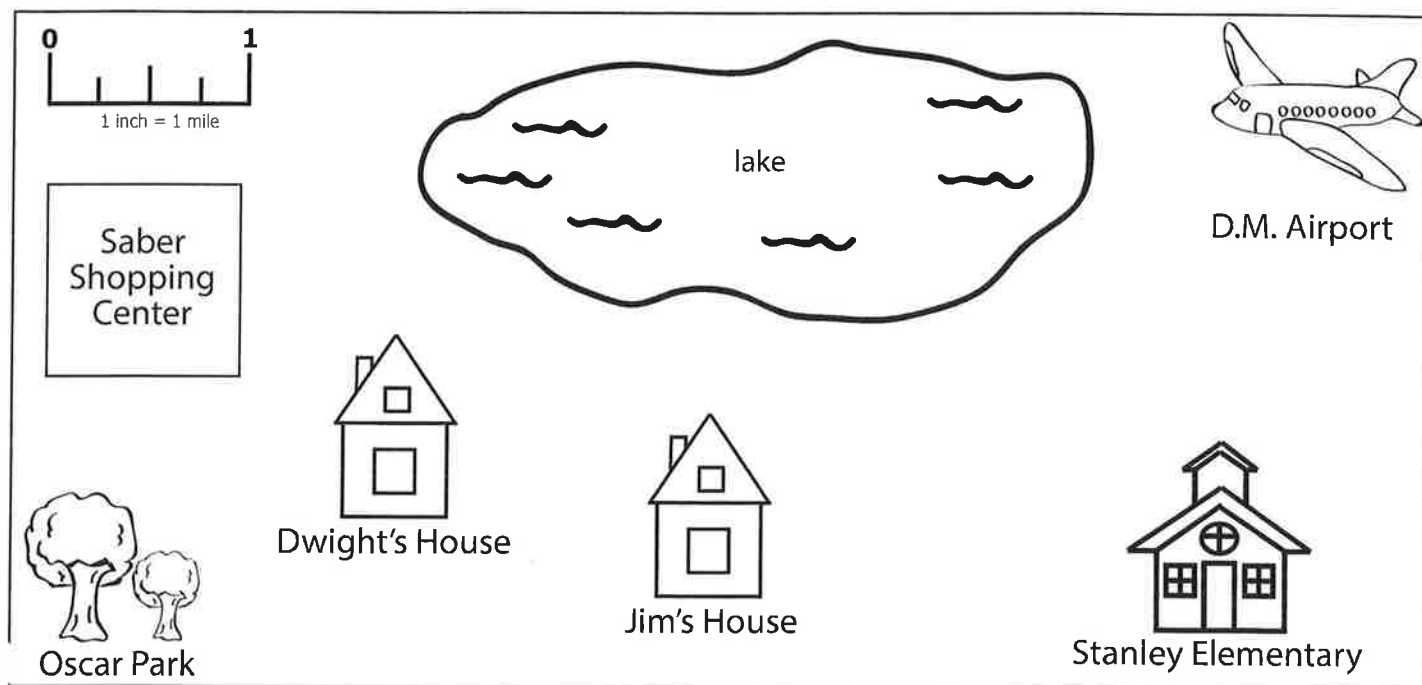 0 1
1 inch = 1 mile
lake
D.M. Airport
Saber
Shopping
Center
Dwight's House
Jim's House
Oscar Park
Stanley Elementary